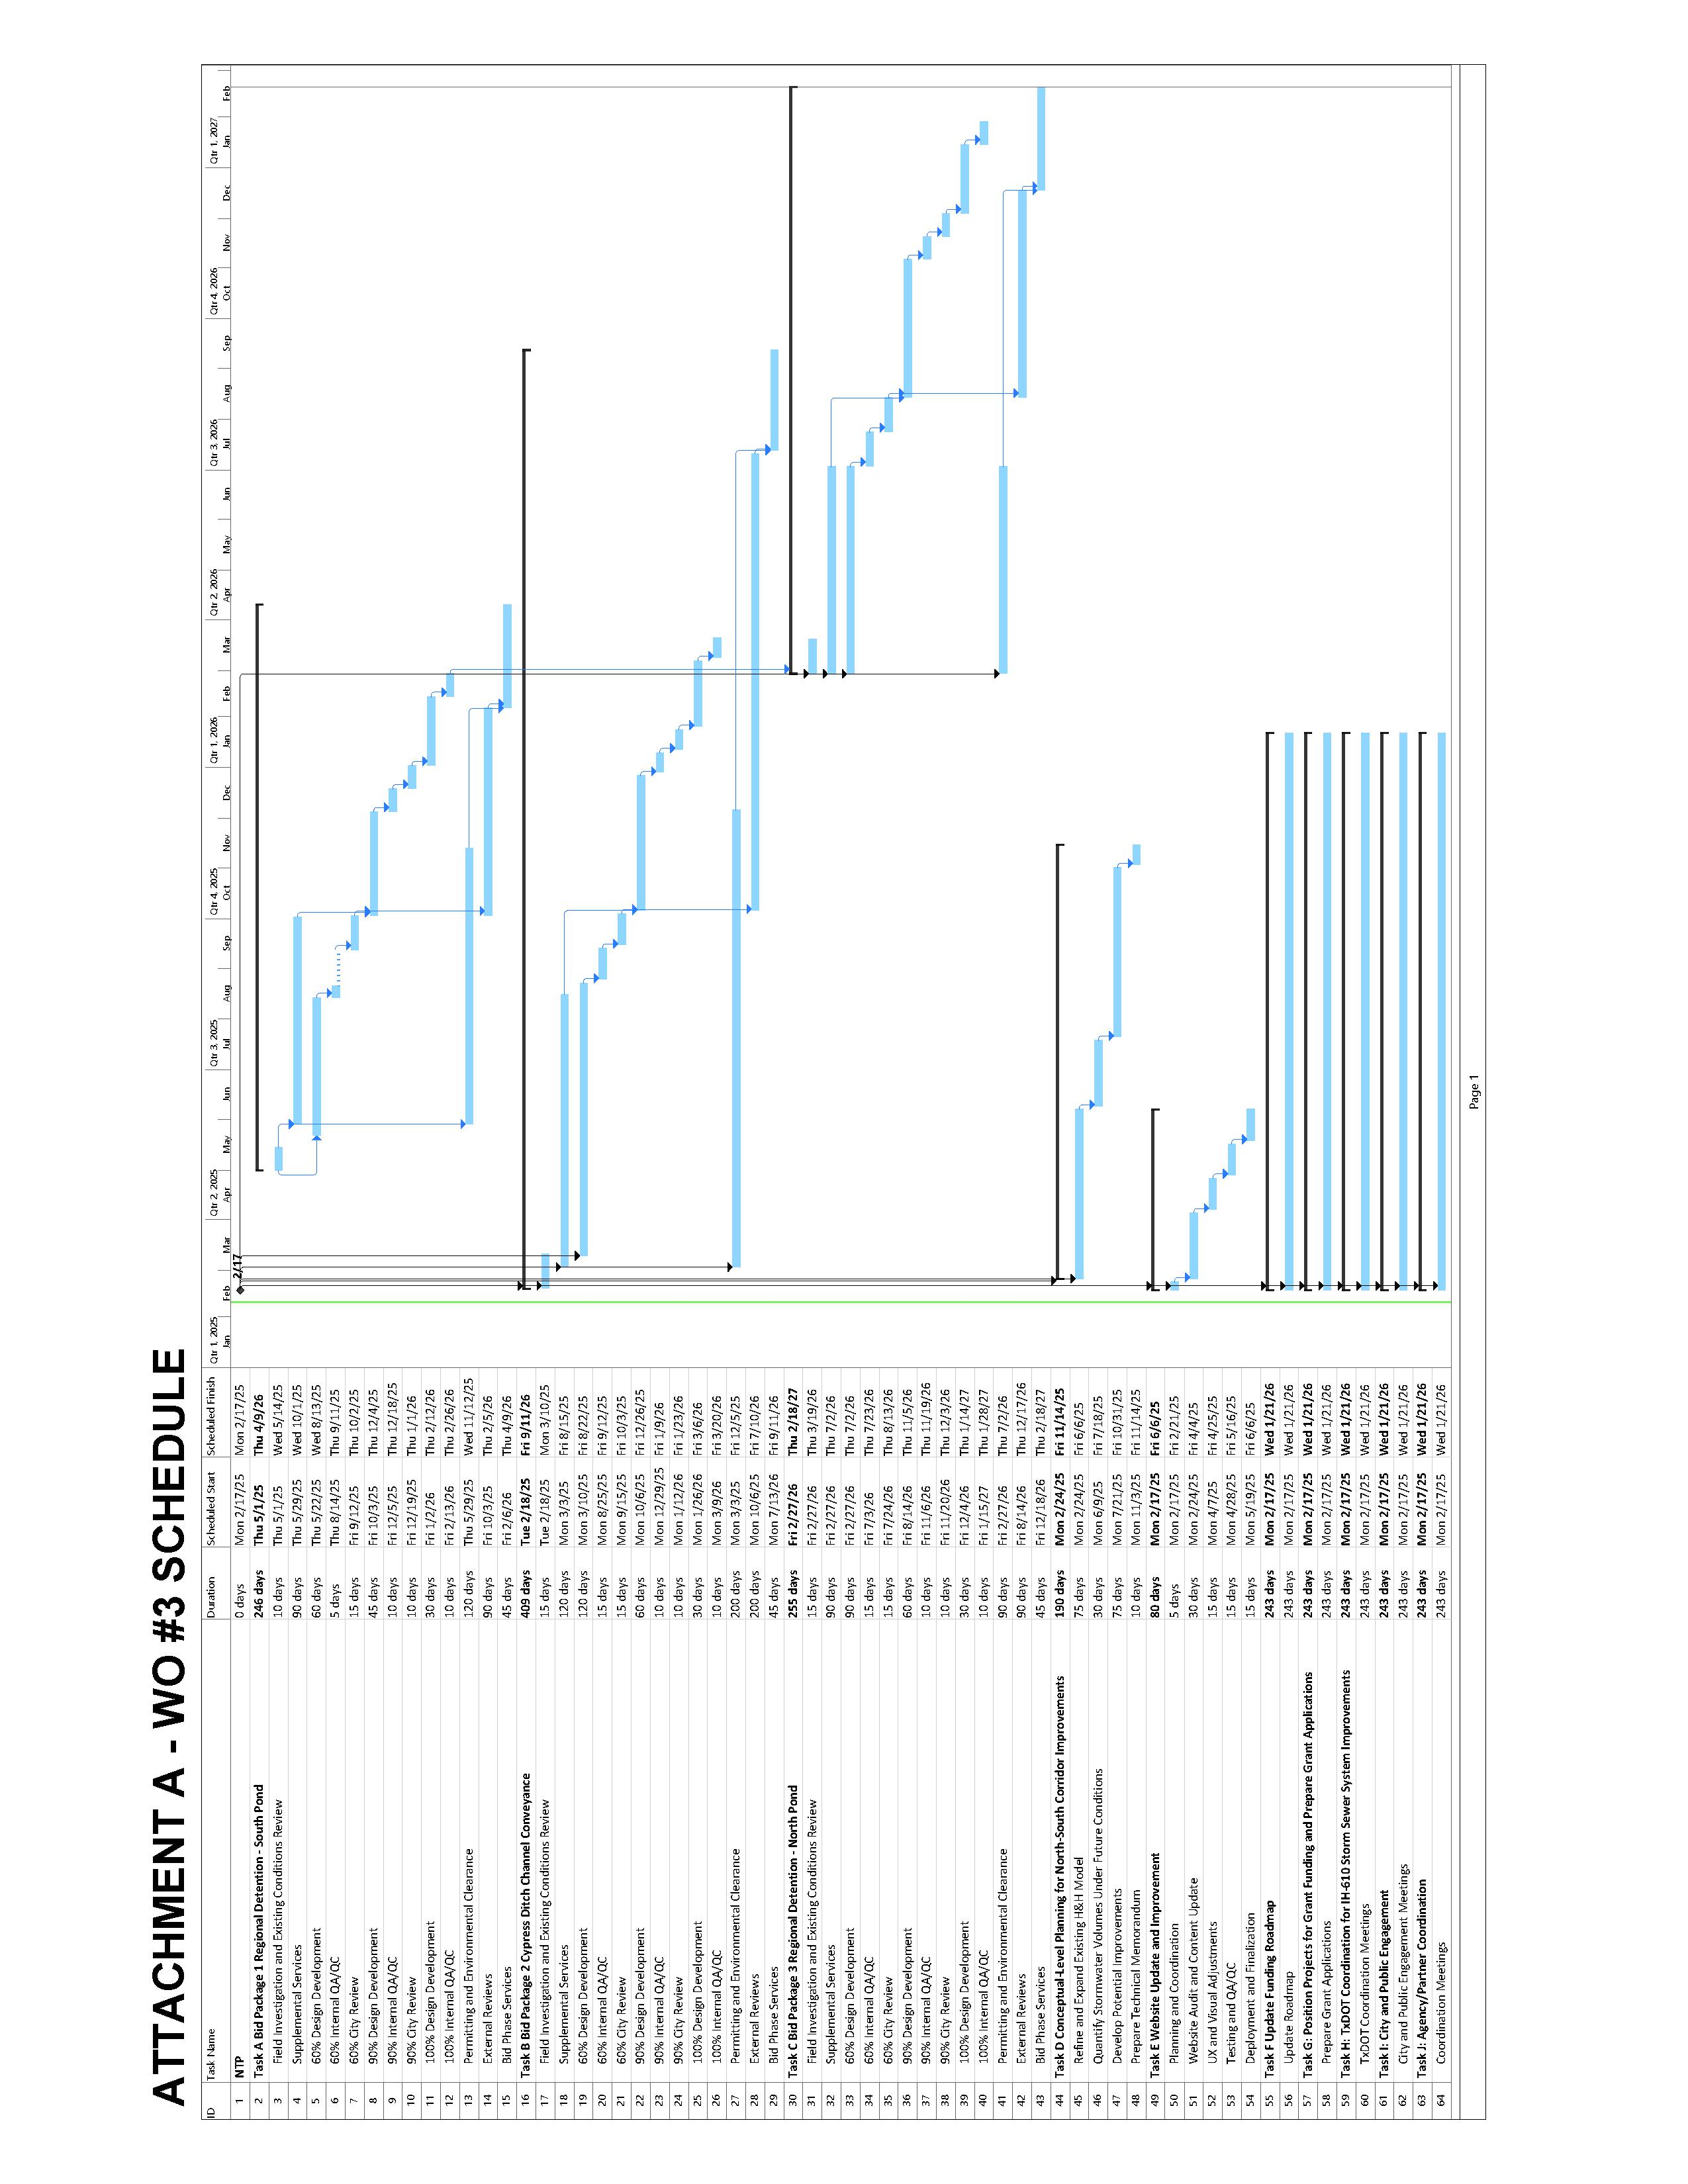 ATTACHMENT A - WO #3 SCHEDULE
ID Task Name Duration Scheduled Start Scheduled Finish Qtr 1, 2025 Qtr 2, 2025 Qtr 3, 2025 Qtr 4, 2025 Qtr 1, 2026 Qtr 2, 2026 Qtr 3, 2026 Qtr 4, 2026 Qtr 1, 2027
Jan Feb Mar Apr May Jun Jul Aug Sep Oct Nov Dec Jan Feb Mar Apr May Jun Jul Aug Sep Oct Nov Dec Jan Feb
1 NTP 0 days Mon 2/17/25 Mon 2/17/25 2/17
2 Task A Bid Package 1 Regional Detention - South Pond 246 days Thu 5/1/25 Thu 4/9/26
3 Field Investigation and Existing Conditions Review 10 days Thu 5/1/25 Wed 5/14/25
4 Supplemental Services 90 days Thu 5/29/25 Wed 10/1/25
5 60% Design Development 60 days Thu 5/22/25 Wed 8/13/25
6 60% Internal QA/QC 5 days Thu 8/14/25 Thu 9/11/25
7 60% City Review 15 days Fri 9/12/25 Thu 10/2/25
8 90% Design Development 45 days Fri 10/3/25 Thu 12/4/25
9 90% Internal QA/QC 10 days Fri 12/5/25 Thu 12/18/25
10 90% City Review 10 days Fri 12/19/25 Thu 1/1/26
11 100% Design Development 30 days Fri 1/2/26 Thu 2/12/26
12 100% Internal QA/QC 10 days Fri 2/13/26 Thu 2/26/26
13 Permitting and Environmental Clearance 120 days Thu 5/29/25 Wed 11/12/25
14 External Reviews 90 days Fri 10/3/25 Thu 2/5/26
15 Bid Phase Services 45 days Fri 2/6/26 Thu 4/9/26
16 Task B Bid Package 2 Cypress Ditch Channel Conveyance 409 days Tue 2/18/25 Fri 9/11/26
17 Field Investigation and Existing Conditions Review 15 days Tue 2/18/25 Mon 3/10/25
18 Supplemental Services 120 days Mon 3/3/25 Fri 8/15/25
19 60% Design Development 120 days Mon 3/10/25 Fri 8/22/25
20 60% Internal QA/QC 15 days Mon 8/25/25 Fri 9/12/25
21 60% City Review 15 days Mon 9/15/25 Fri 10/3/25
22 90% Design Development 60 days Mon 10/6/25 Fri 12/26/25
23 90% Internal QA/QC 10 days Mon 12/29/25 Fri 1/9/26
24 90% City Review 10 days Mon 1/12/26 Fri 1/23/26
25 100% Design Development 30 days Mon 1/26/26 Fri 3/6/26
26 100% Internal QA/QC 10 days Mon 3/9/26 Fri 3/20/26
27 Permitting and Environmental Clearance 200 days Mon 3/3/25 Fri 12/5/25
28 External Reviews 200 days Mon 10/6/25 Fri 7/10/26
29 Bid Phase Services 45 days Mon 7/13/26 Fri 9/11/26
30 Task C Bid Package 3 Regional Detention - North Pond 255 days Fri 2/27/26 Thu 2/18/27
31 Field Investigation and Existing Conditions Review 15 days Fri 2/27/26 Thu 3/19/26
32 Supplemental Services 90 days Fri 2/27/26 Thu 7/2/26
33 60% Design Development 90 days Fri 2/27/26 Thu 7/2/26
34 60% Internal QA/QC 15 days Fri 7/3/26 Thu 7/23/26
35 60% City Review 15 days Fri 7/24/26 Thu 8/13/26
36 90% Design Development 60 days Fri 8/14/26 Thu 11/5/26
37 90% Internal QA/QC 10 days Fri 11/6/26 Thu 11/19/26
38 90% City Review 10 days Fri 11/20/26 Thu 12/3/26
39 100% Design Development 30 days Fri 12/4/26 Thu 1/14/27
40 100% Internal QA/QC 10 days Fri 1/15/27 Thu 1/28/27
41 Permitting and Environmental Clearance 90 days Fri 2/27/26 Thu 7/2/26
42 External Reviews 90 days Fri 8/14/26 Thu 12/17/26
43 Bid Phase Services 45 days Fri 12/18/26 Thu 2/18/27
44 Task D Conceptual-Level Planning for North-South Corridor Improvements 190 days Mon 2/24/25 Fri 11/14/25
45 Refine and Expand Existing H&H Model 75 days Mon 2/24/25 Fri 6/6/25
46 Quantify Stormwater Volumes Under Future Conditions 30 days Mon 6/9/25 Fri 7/18/25
47 Develop Potential Improvements 75 days Mon 7/21/25 Fri 10/31/25
48 Prepare Technical Memorandum 10 days Mon 11/3/25 Fri 11/14/25
49 Task E Website Update and Improvement 80 days Mon 2/17/25 Fri 6/6/25
50 Planning and Coordination 5 days Mon 2/17/25 Fri 2/21/25
51 Website Audit and Content Update 30 days Mon 2/24/25 Fri 4/4/25
52 UX and Visual Adjustments 15 days Mon 4/7/25 Fri 4/25/25
53 Testing and QA/QC 15 days Mon 4/28/25 Fri 5/16/25
54 Deployment and Finalization 15 days Mon 5/19/25 Fri 6/6/25
55 Task F Update Funding Roadmap 243 days Mon 2/17/25 Wed 1/21/26
56 Update Roadmap 243 days Mon 2/17/25 Wed 1/21/26
57 Task G: Position Projects for Grant Funding and Prepare Grant Applications 243 days Mon 2/17/25 Wed 1/21/26
58 Prepare Grant Applications 243 days Mon 2/17/25 Wed 1/21/26
59 Task H: TxDOT Coordination for IH-610 Storm Sewer System Improvements 243 days Mon 2/17/25 Wed 1/21/26
60 TxDOT Coordination Meetings 243 days Mon 2/17/25 Wed 1/21/26
61 Task I: City and Public Engagement 243 days Mon 2/17/25 Wed 1/21/26
62 City and Public Engagement Meetings 243 days Mon 2/17/25 Wed 1/21/26
63 Task J: Agency/Partner Coordination 243 days Mon 2/17/25 Wed 1/21/26
64 Coordination Meetings 243 days Mon 2/17/25 Wed 1/21/26
Page 1